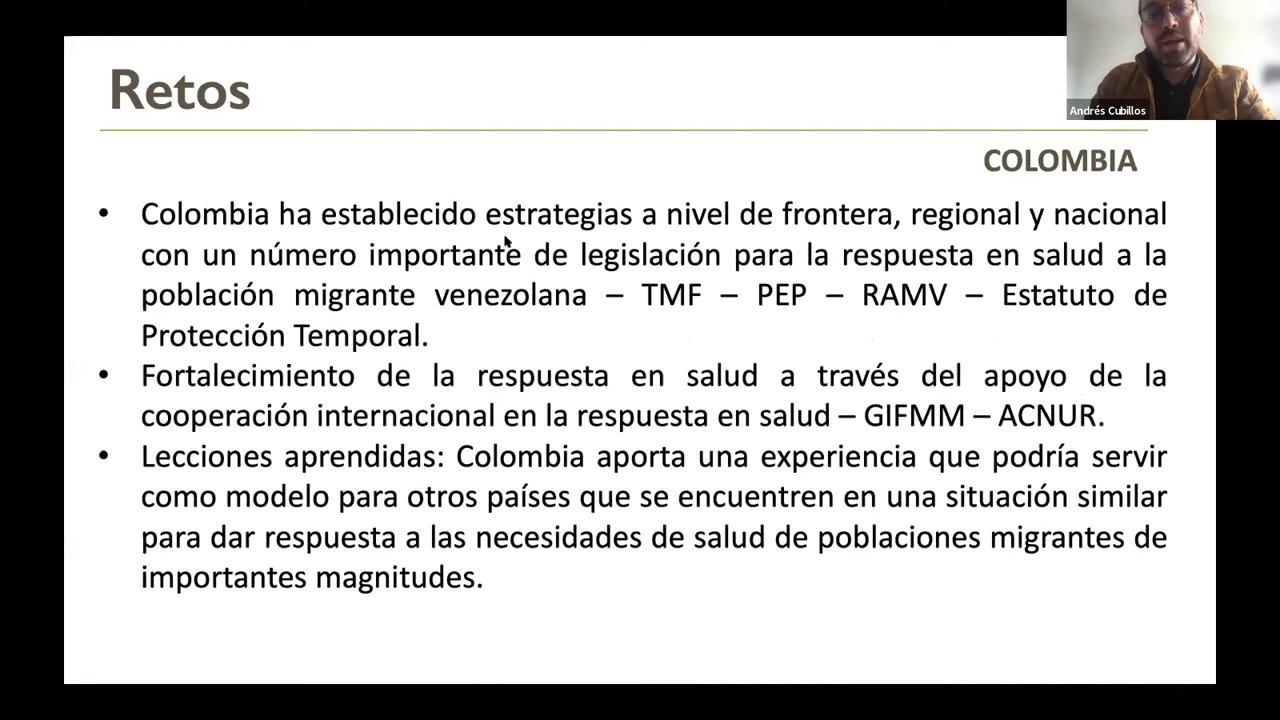 Retos
Andrés Cubillos
COLOMBIA
• Colombia ha establecido estrategias a nivel de frontera, regional y nacional
con un número importante de legislación para la respuesta en salud a la
población migrante venezolana – TMF – PEP – RAMV – Estatuto de
Protección Temporal.
• Fortalecimiento de la respuesta en salud a través del apoyo de la
cooperación internacional en la respuesta en salud – GIFMM – ACNUR.
• Lecciones aprendidas: Colombia aporta una experiencia que podría servir
como modelo para otros países que se encuentren en una situación similar
para dar respuesta a las necesidades de salud de poblaciones migrantes de
importantes magnitudes.